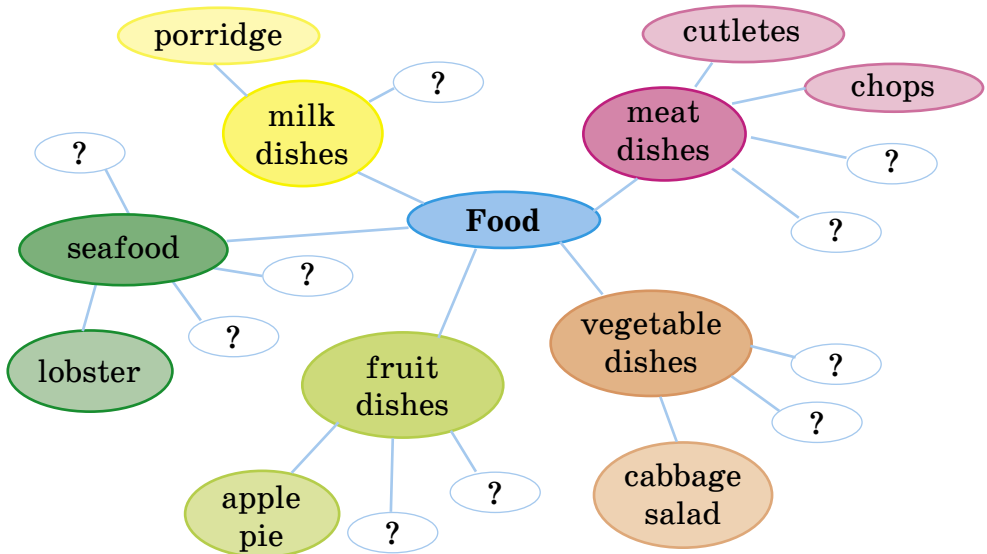 porridge
?
milk
dishes
cutletes
chops
meat
dishes
?
?
Food
?
seafood
?
?
lobster
fruit
dishes
apple
pie
?
?
vegetable
dishes
?
?
cabbage
salad